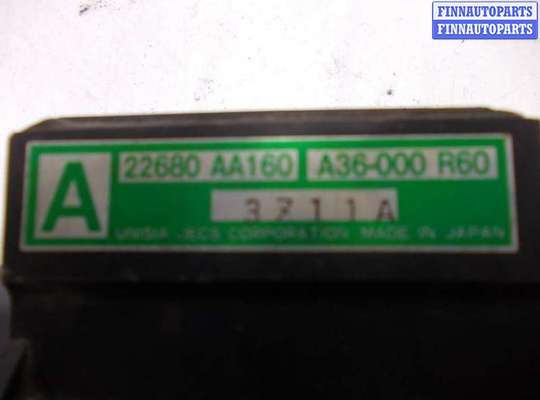 FINNAUTOPARTS
FINNAUTOPARTS
A 22680 AA160 A36-000 R60
3711A
UNISIA JECS CORPORATION MADE IN JAPAN